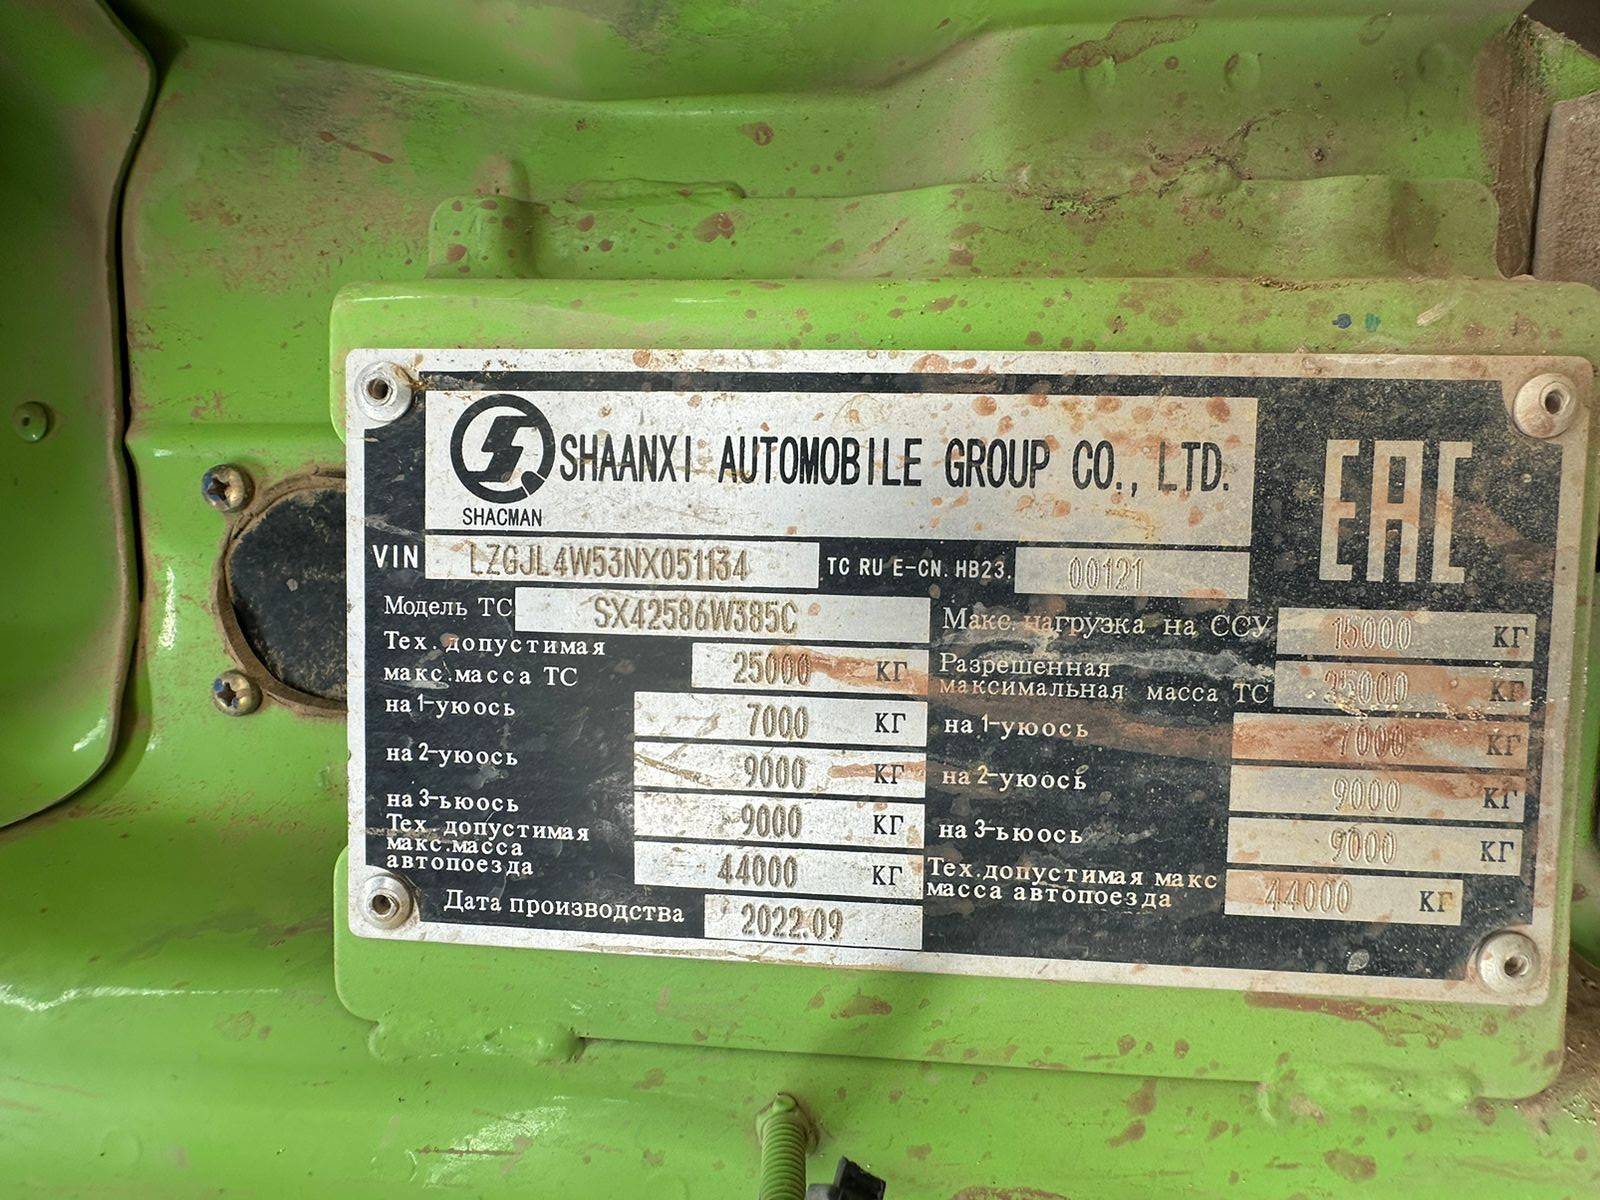 SHAANXI AUTOMOBILE GROUP CO., LTD.
SHACMAN
EAC
VIN LZGJL4W53NX051134 TC RU E-CN.HB23. 00121
Модель ТС SX42586W385C
Тех.допустимая
макс.масса ТС 25000 КГ
на 1-уюось 7000 КГ
на 2-уюось 9000 КГ
на 3-ьюось 9000 КГ
Тех.допустимая
макс.масса
автопоезда 44000 КГ
Дата производства 2022.09
Макс.нагрузка на ССУ 15000 КГ
Разрешенная
максимальная масса ТС 25000 КГ
на 1-уюось 7000 КГ
на 2-уюось 9000 КГ
на 3-ьюось 9000 КГ
Тех.допустимая макс
масса автопоезда 44000 КГ